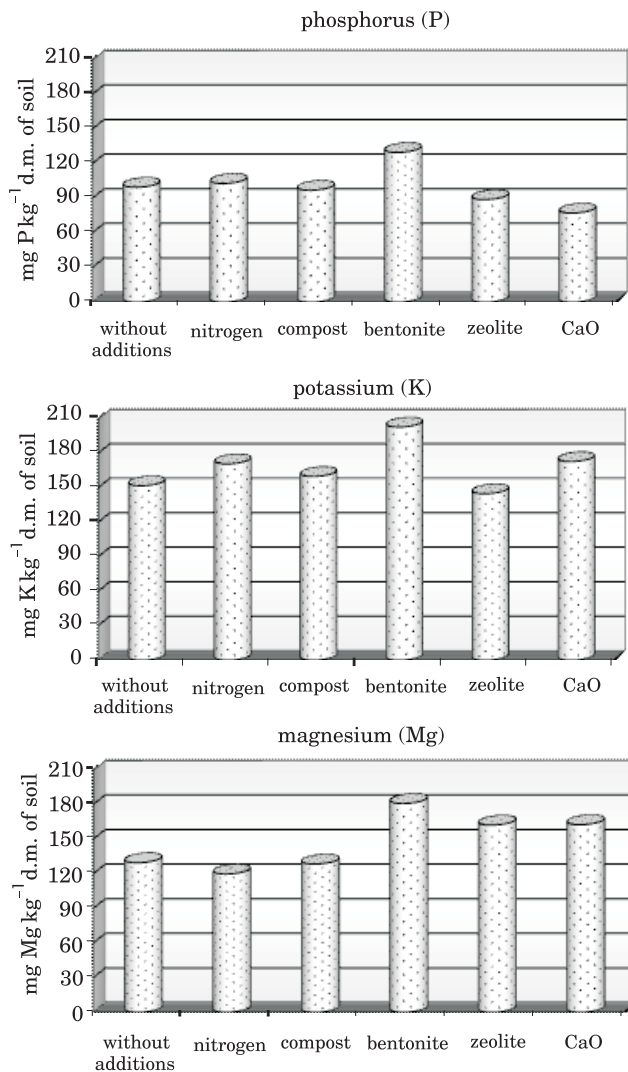 phosphorus (P)
mg P kg⁻¹ d.m. of soil
210
180
150
120
90
60
30
0
without additions
nitrogen
compost
bentonite
zeolite
CaO
potassium (K)
mg K kg⁻¹ d.m. of soil
210
180
150
120
90
60
30
0
without additions
nitrogen
compost
bentonite
zeolite
CaO
magnesium (Mg)
mg Mg kg⁻¹ d.m. of soil
210
180
150
120
90
60
30
0
without additions
nitrogen
compost
bentonite
zeolite
CaO